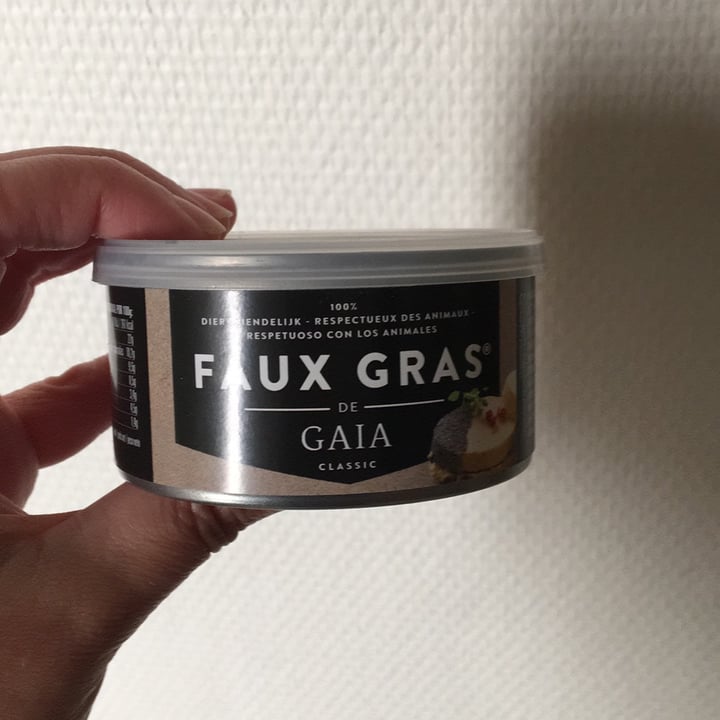 100%
DIERVRIENDELIJK - RESPECTUEUX DES ANIMAUX -
RESPETUOSO CON LOS ANIMALES
FAUX GRAS®
DE
GAIA
CLASSIC